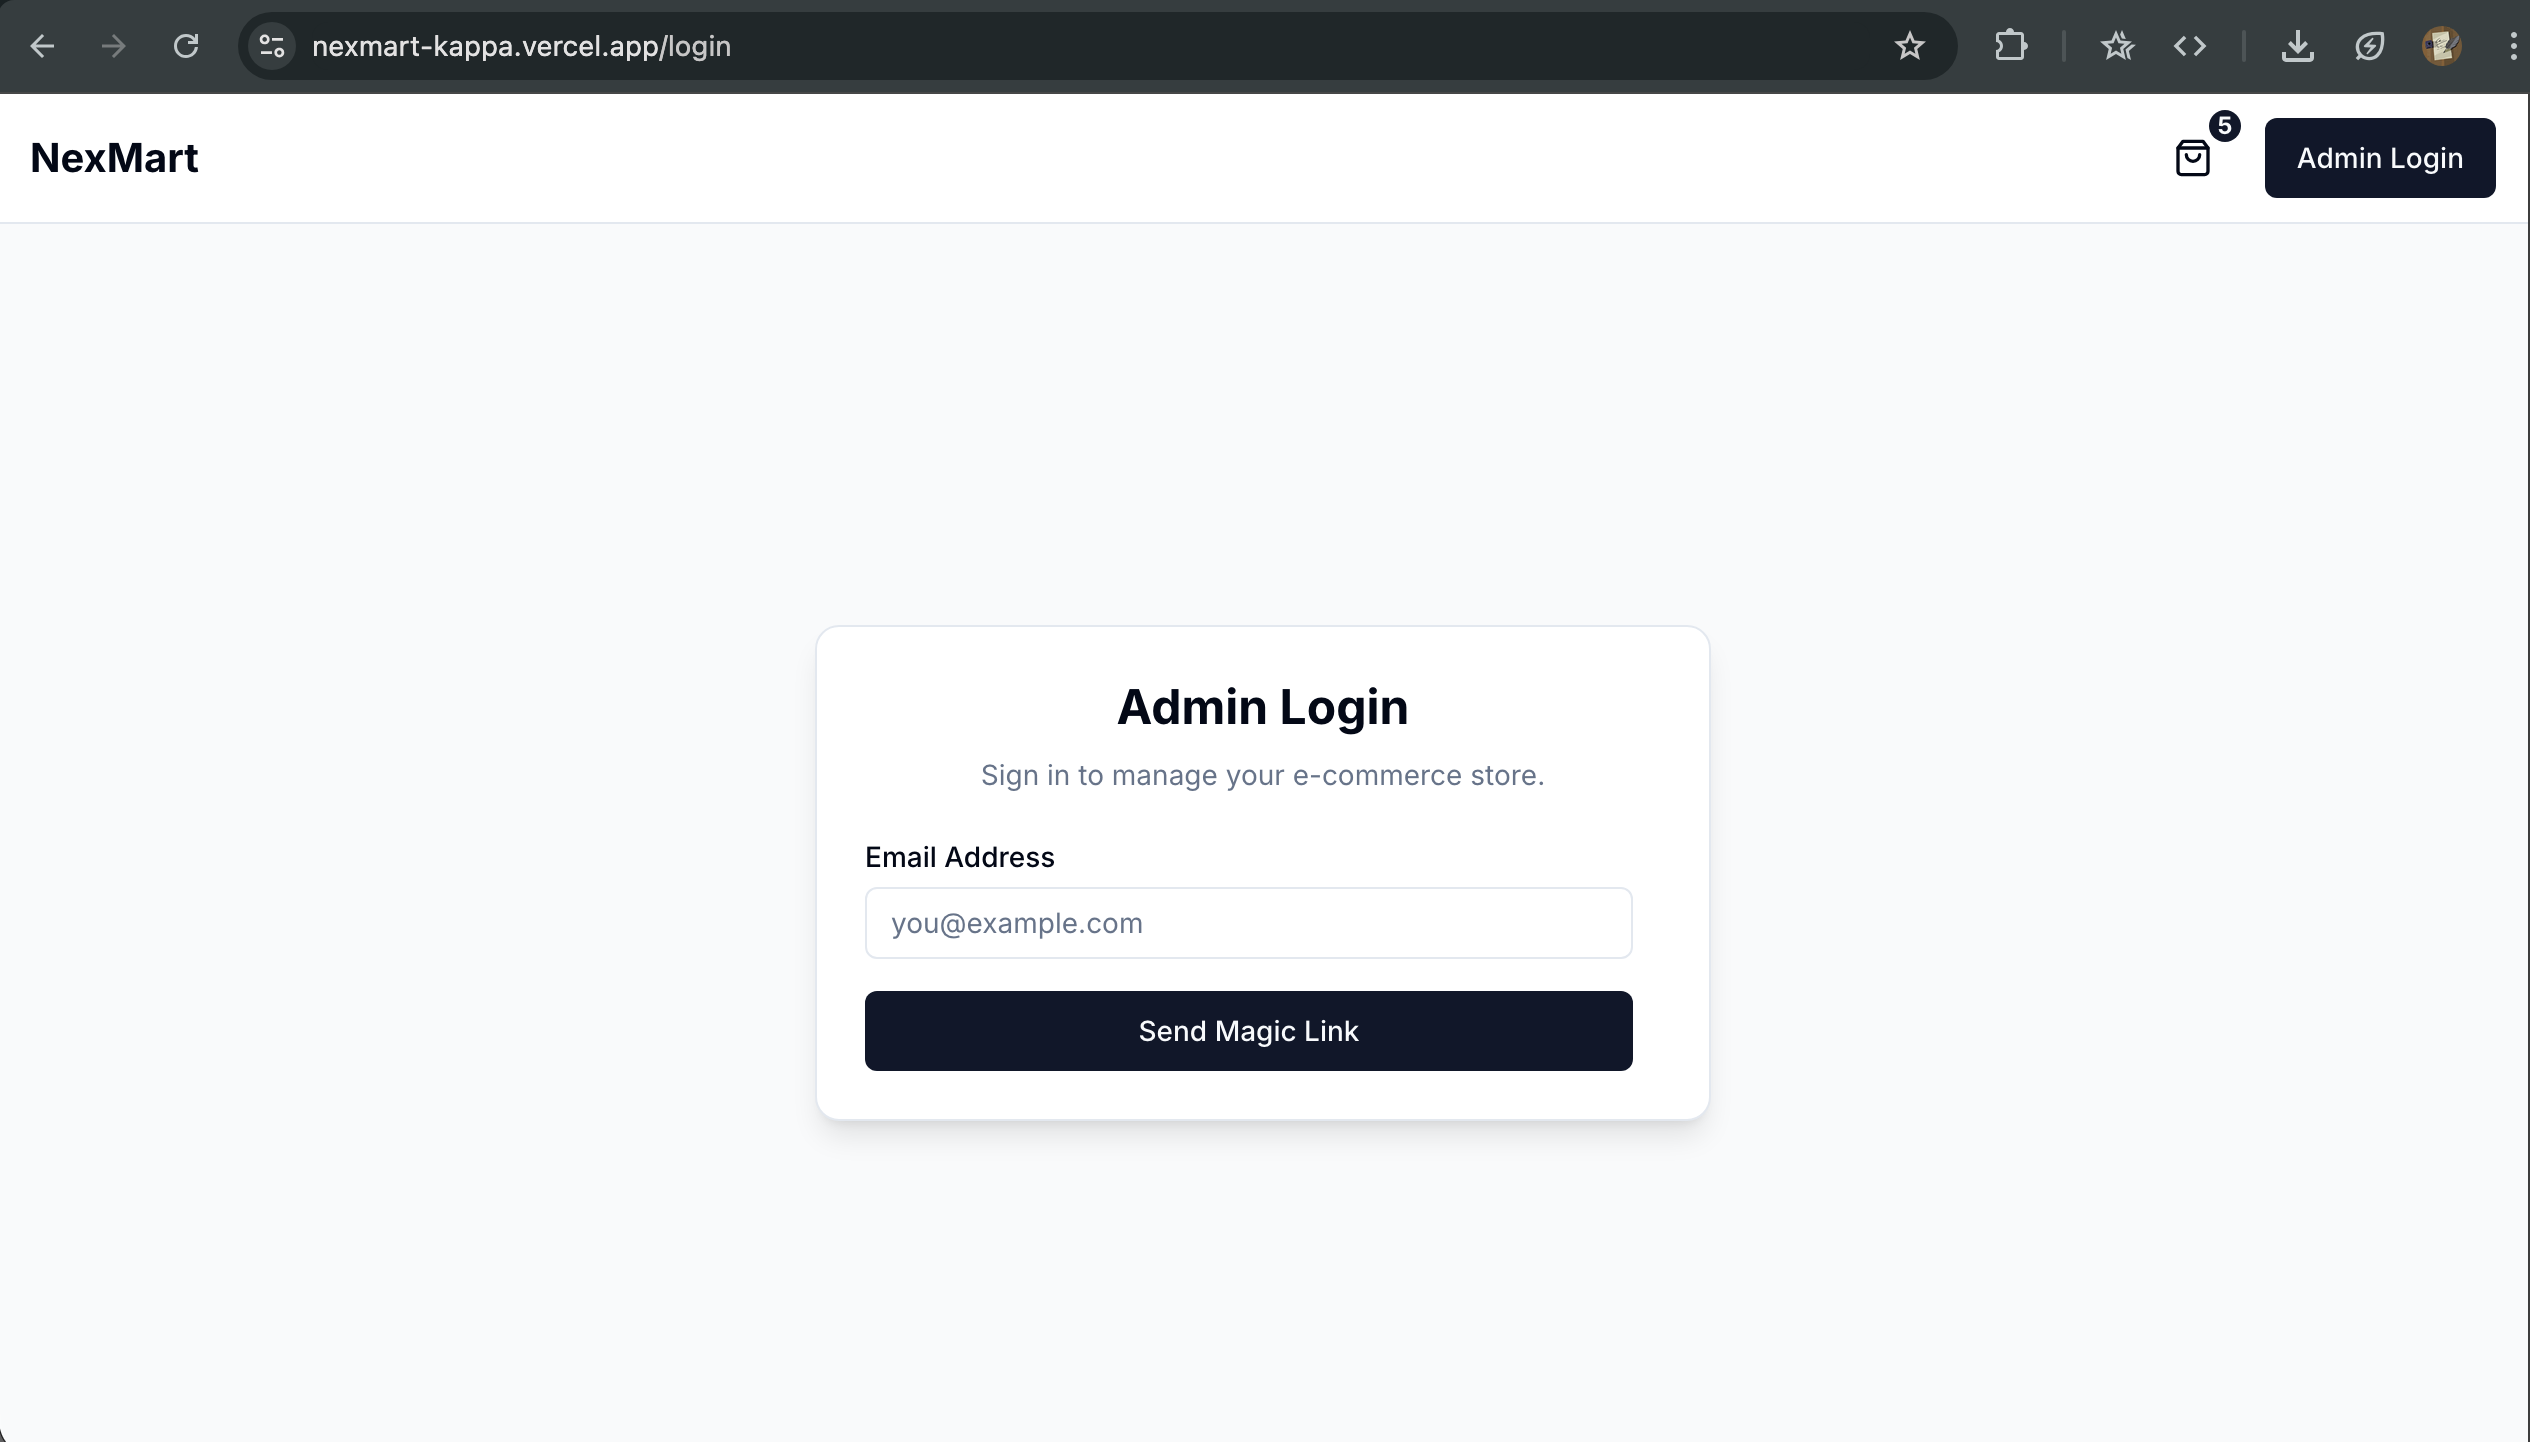 nexmart-kappa.vercel.app/login
NexMart
5
Admin Login
Admin Login
Sign in to manage your e-commerce store.
Email Address
you@example.com
Send Magic Link